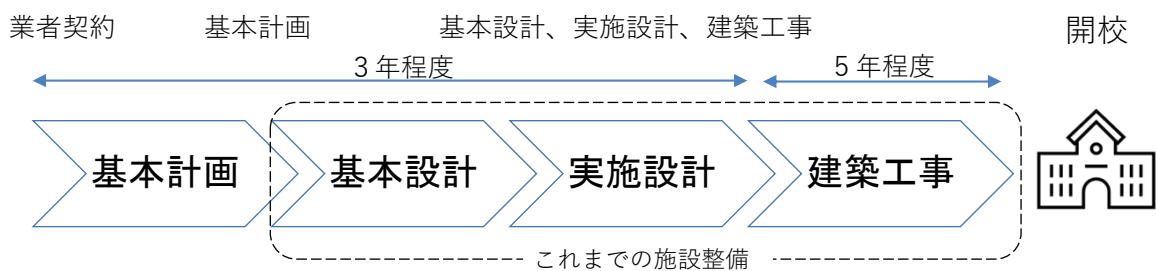 業者契約 基本計画 基本設計、実施設計、建築工事 開校
3年程度 5年程度
基本計画 基本設計 実施設計 建築工事
これまでの施設整備